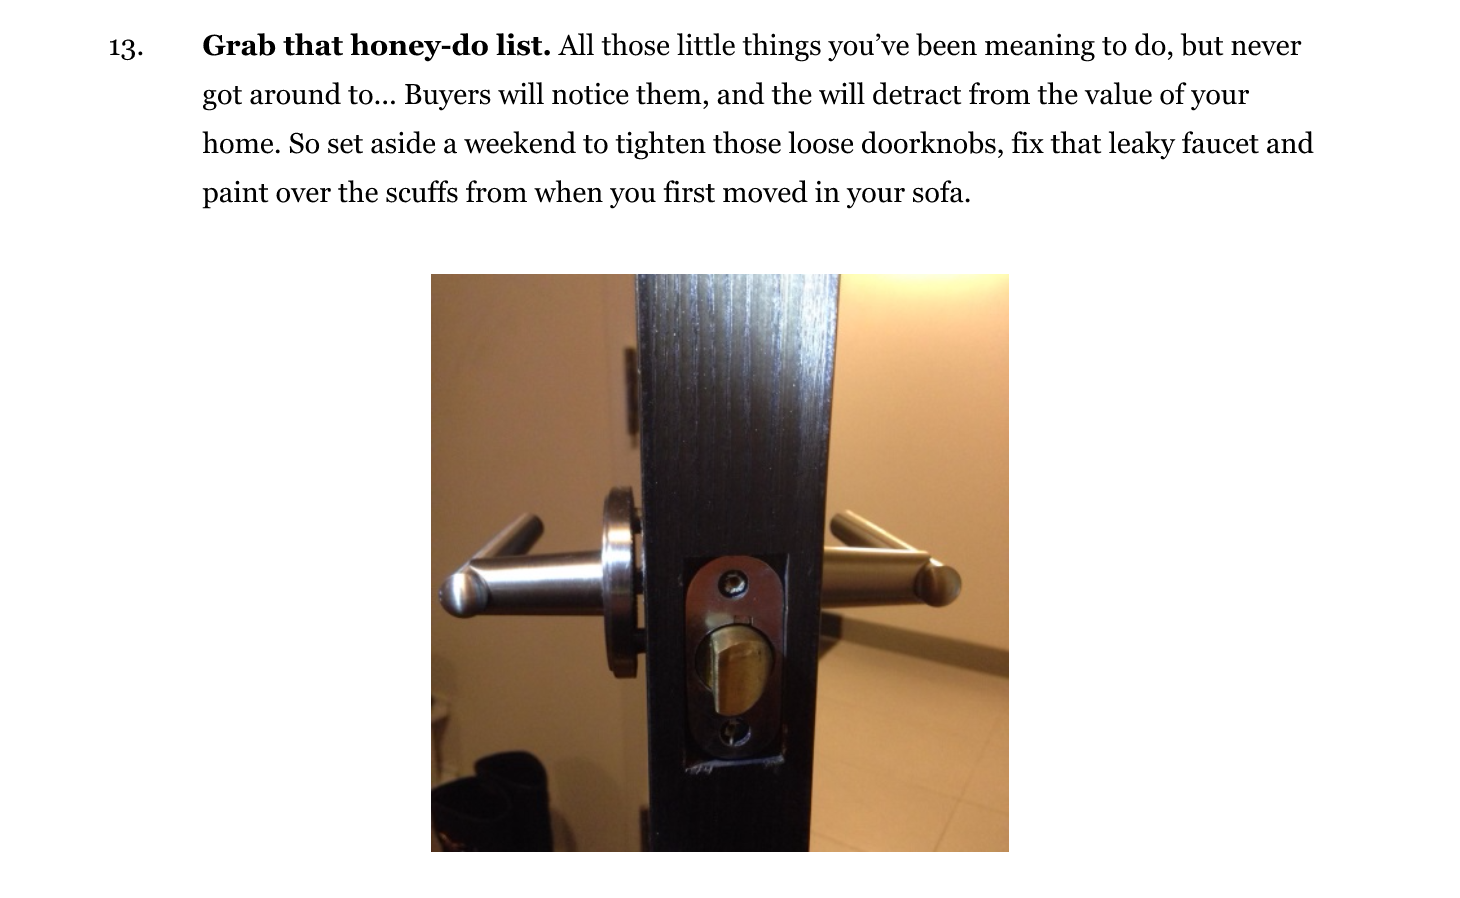 13. Grab that honey-do list. All those little things you’ve been meaning to do, but never
got around to... Buyers will notice them, and the will detract from the value of your
home. So set aside a weekend to tighten those loose doorknobs, fix that leaky faucet and
paint over the scuffs from when you first moved in your sofa.